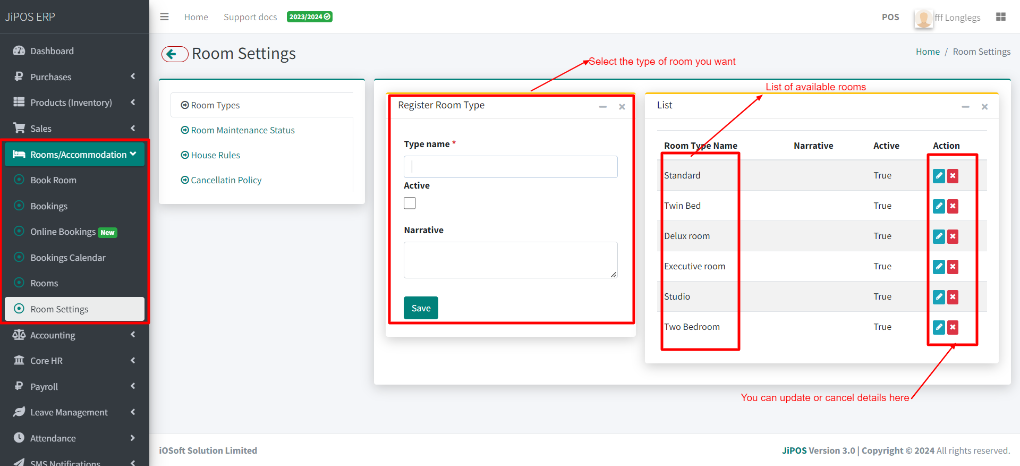 JiPOS ERP
Home
Support docs
2023/2024
POS
fff Longlegs
Dashboard
Purchases
Products (Inventory)
Sales
Rooms/Accommodation
Book Room
Bookings
Online Bookings New
Bookings Calendar
Rooms
Room Settings
Accounting
Core HR
Payroll
Leave Management
Attendance
SMS Notifications
Room Settings
Home / Room Settings
Select the type of room you want
List of available rooms
Room Types
Room Maintenance Status
House Rules
Cancellatin Policy
Register Room Type
Type name *
Active
Narrative
Save
List
Room Type Name Narrative Active Action
Standard True
Twin Bed True
Delux room True
Executive room True
Studio True
Two Bedroom True
You can update or cancel details here
iOSoft Solution Limited
JiPOS Version 3.0 | Copyright © 2024 All rights reserved.